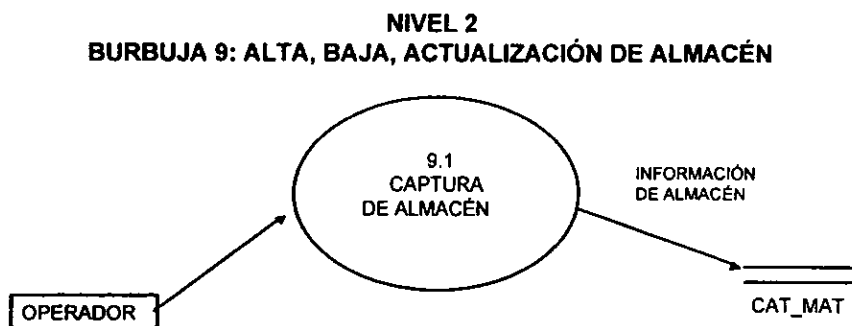 NIVEL 2
BURBUJA 9: ALTA, BAJA, ACTUALIZACIÓN DE ALMACÉN
9.1
CAPTURA
DE ALMACÉN
INFORMACIÓN
DE ALMACÉN
OPERADOR
CAT_MAT